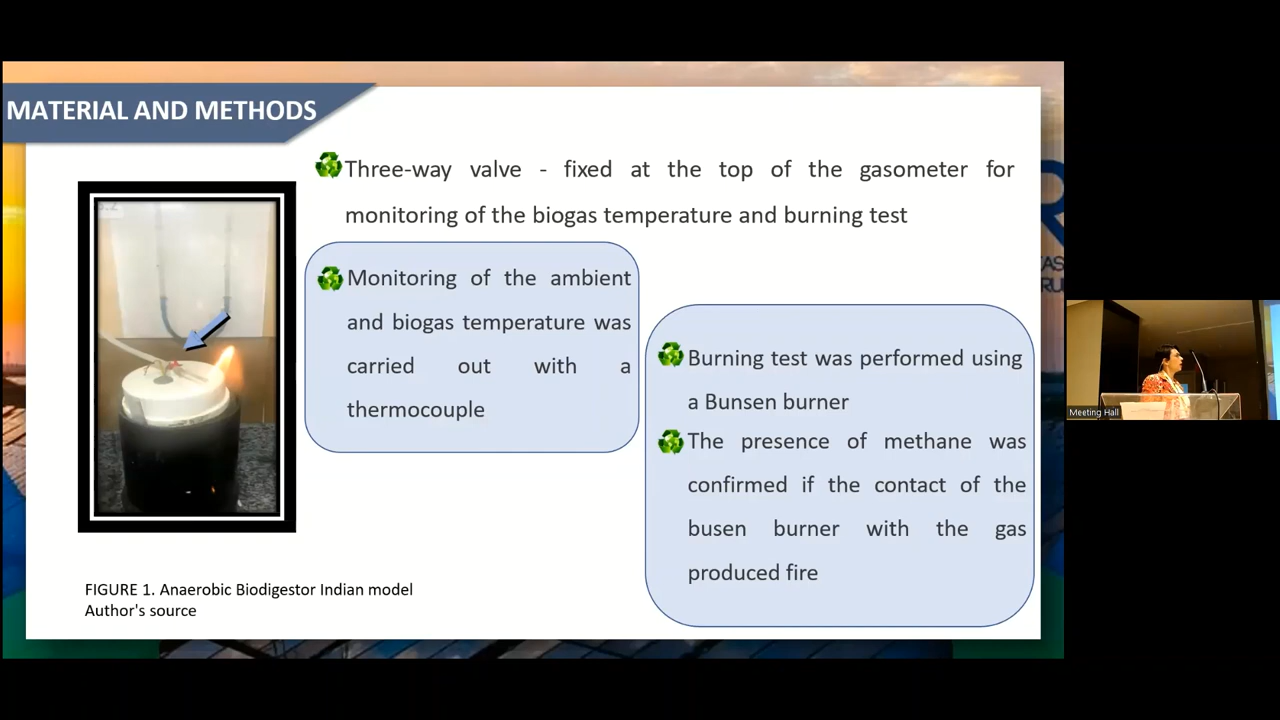 MATERIAL AND METHODS
Three-way valve - fixed at the top of the gasometer for
monitoring of the biogas temperature and burning test
Monitoring of the ambient
and biogas temperature was
carried out with a
thermocouple
Burning test was performed using
a Bunsen burner
The presence of methane was
confirmed if the contact of the
busen burner with the gas
produced fire
FIGURE 1. Anaerobic Biodigestor Indian model
Author's source
Meeting Hall